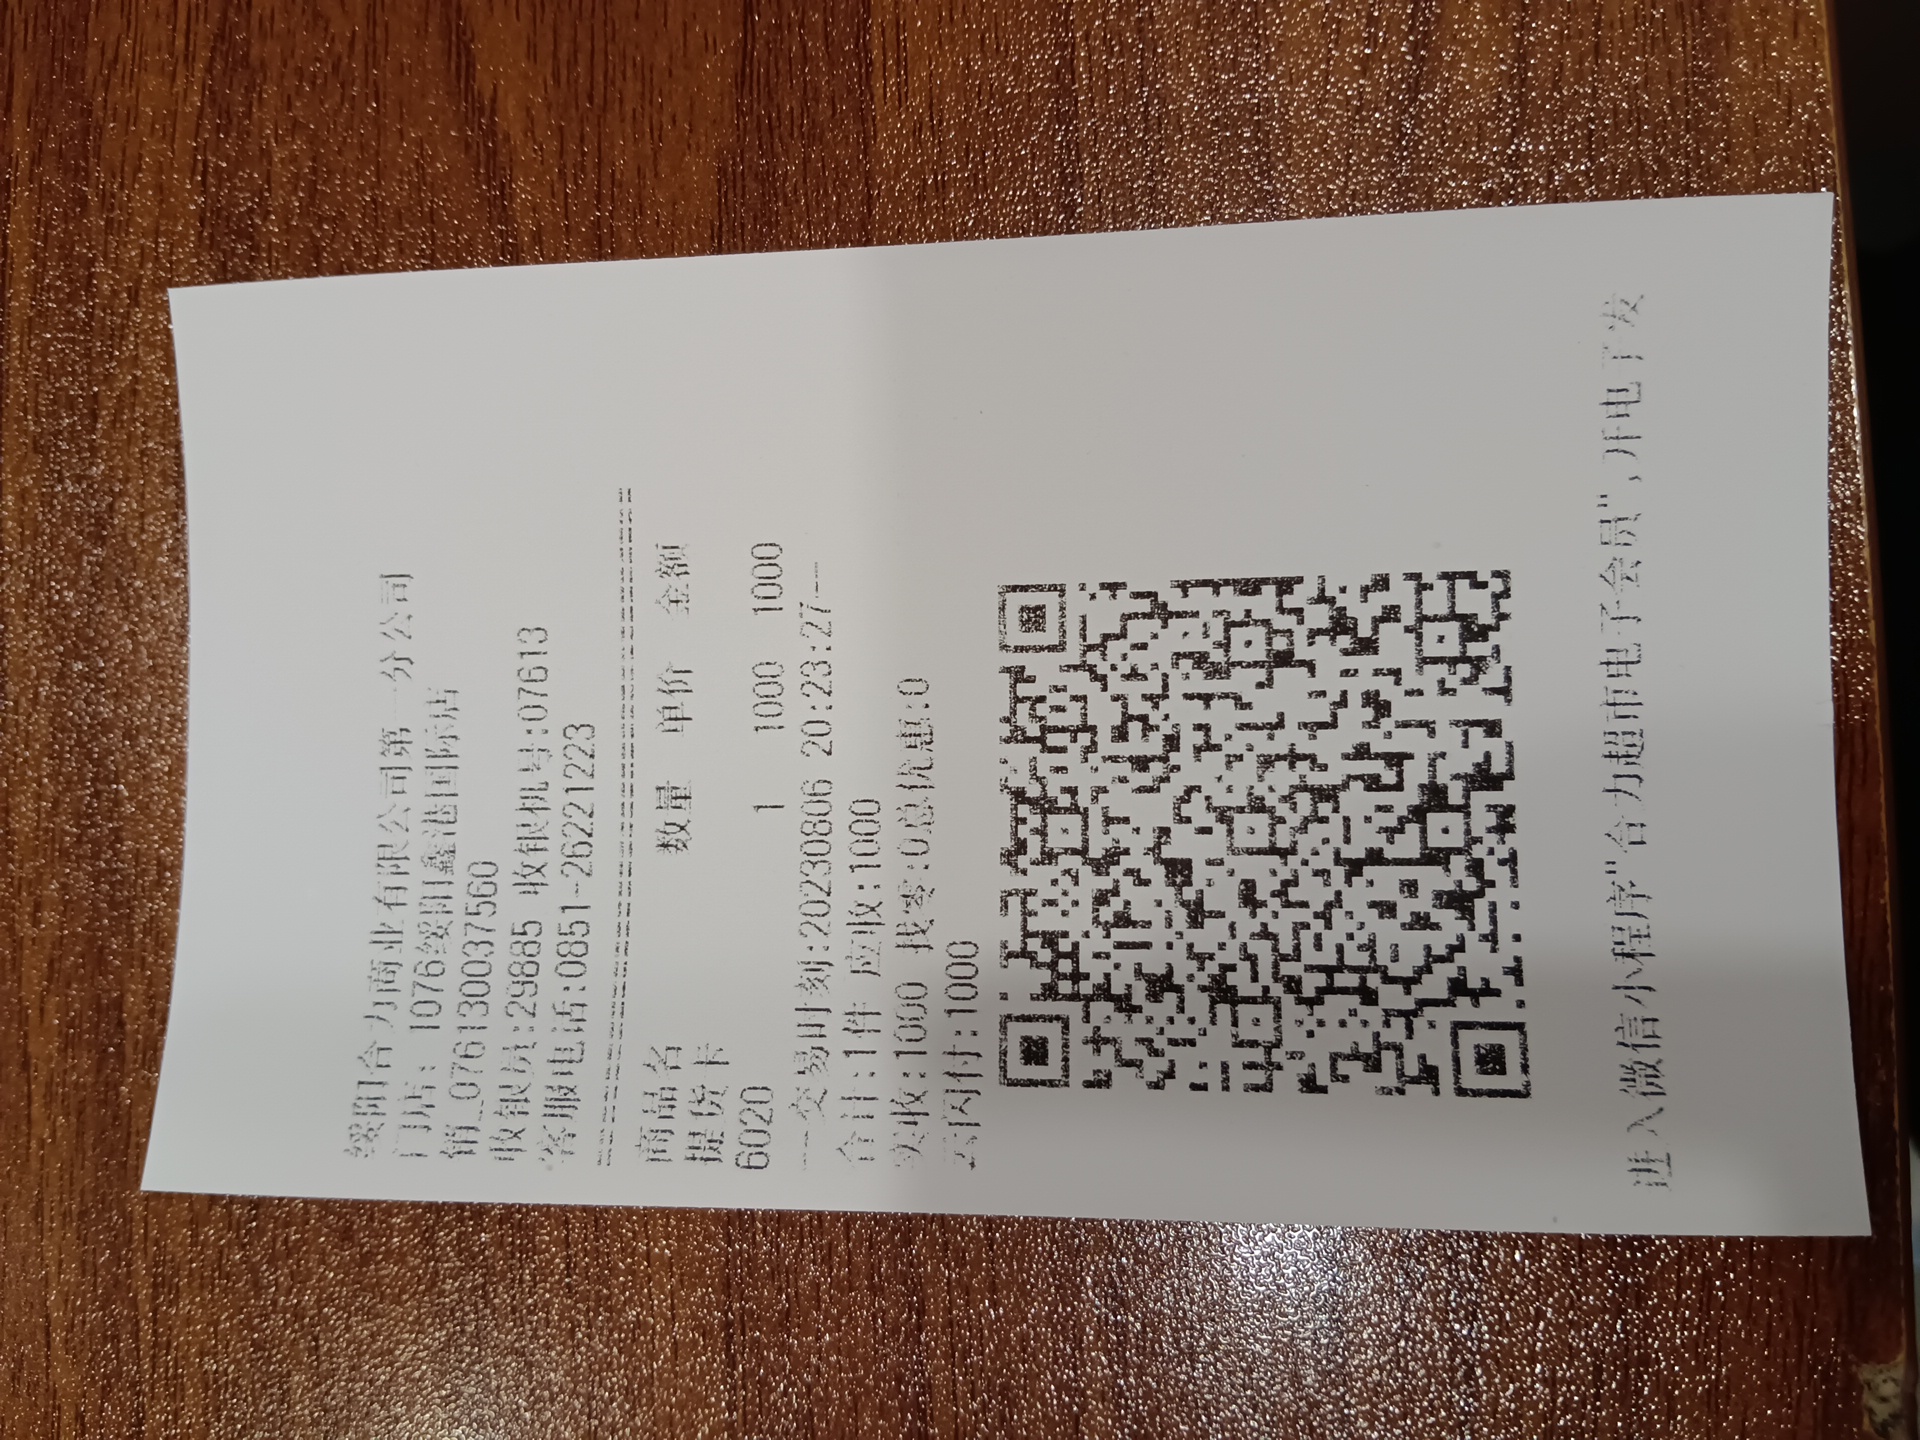 绥阳合力商业有限公司第一分公司
门店: 1076绥阳鑫港国际店
销_076130037560
收银员:29885 收银机号:07613
客服电话:0851-26221223
商品名 数量 单价 金额
提货卡
6020 1 1000 1000
---交易时刻:20230806 20:23:27---
合计:1件 应收:1000
实收:1000 找零:0总优惠:0
云闪付:1000
进入微信小程序"合力超市电子会员",开电子发